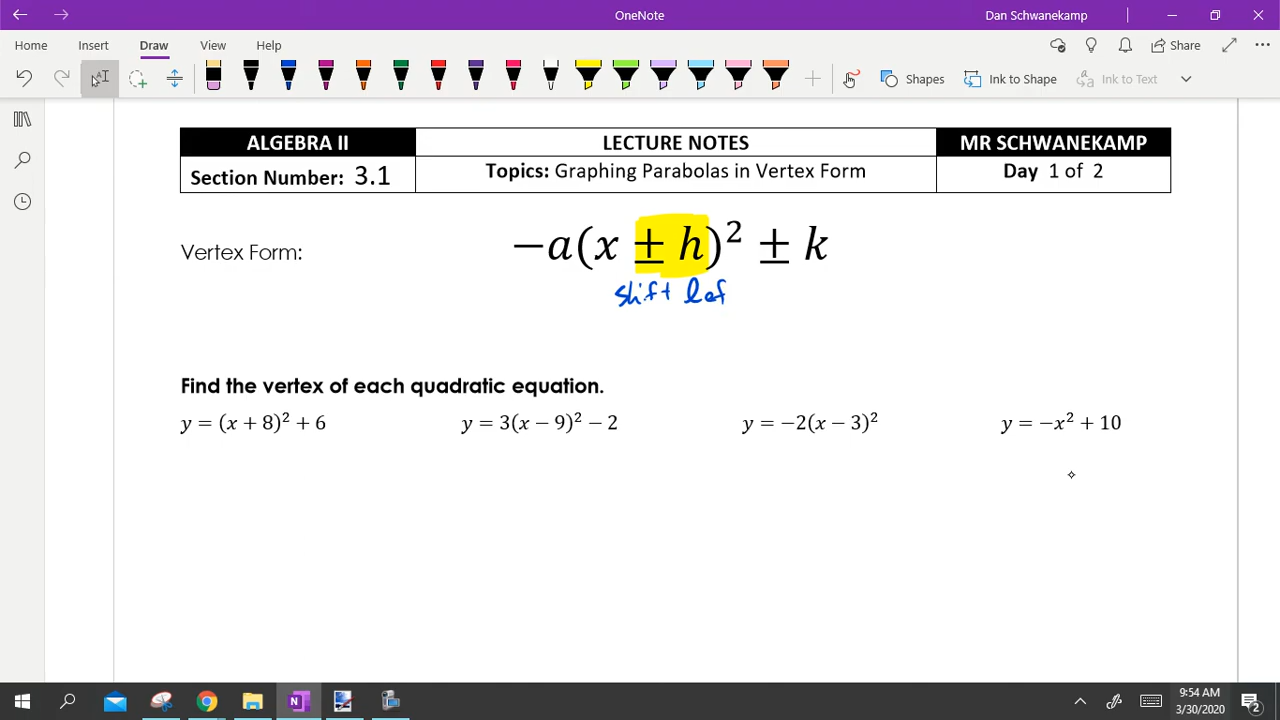 OneNote
Dan Schwanekamp
Home Insert Draw View Help
Share
Shapes Ink to Shape Ink to Text
ALGEBRA II LECTURE NOTES MR SCHWANEKAMP
Section Number: 3.1 Topics: Graphing Parabolas in Vertex Form Day 1 of 2
Vertex Form: −a(x ± h)² ± k
shift lef
Find the vertex of each quadratic equation.
y = (x + 8)² + 6 y = 3(x − 9)² − 2 y = −2(x − 3)² y = −x² + 10
9:54 AM
3/30/2020
2